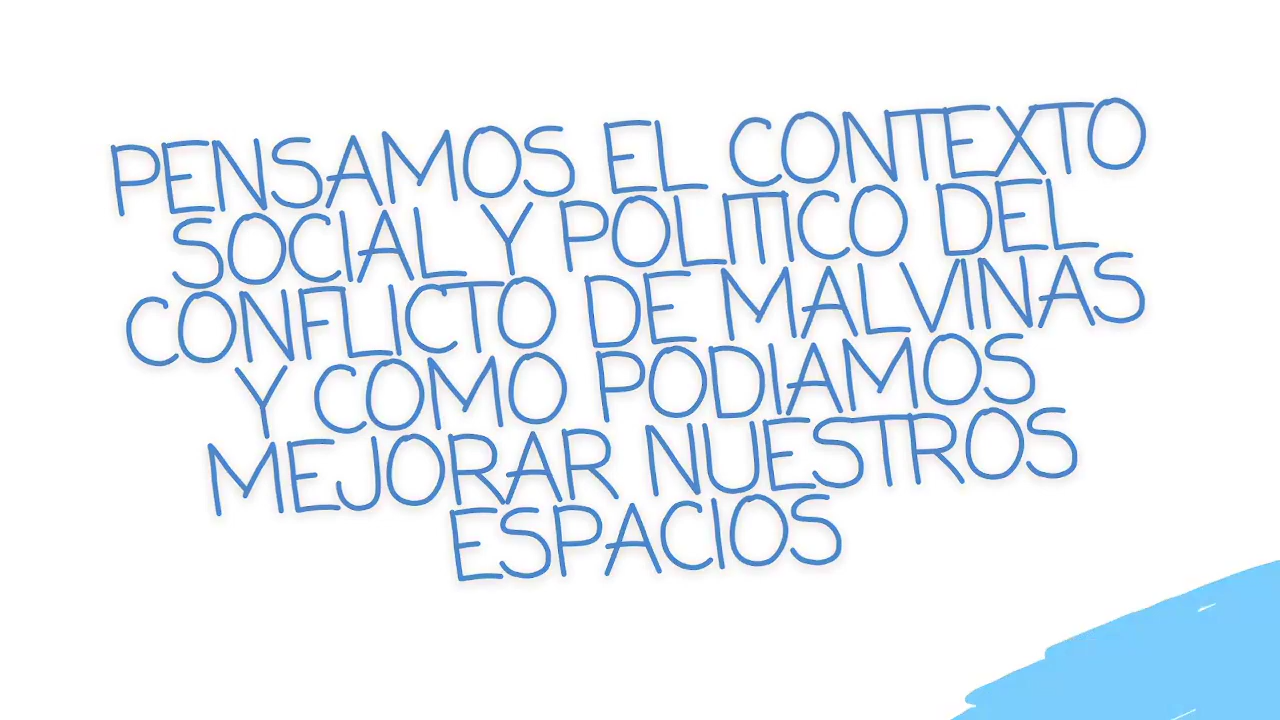 PENSAMOS EL CONTEXTO
SOCIAL Y POLITICO DEL
CONFLICTO DE MALVINAS
Y COMO PODIAMOS
MEJORAR NUESTROS
ESPACIOS